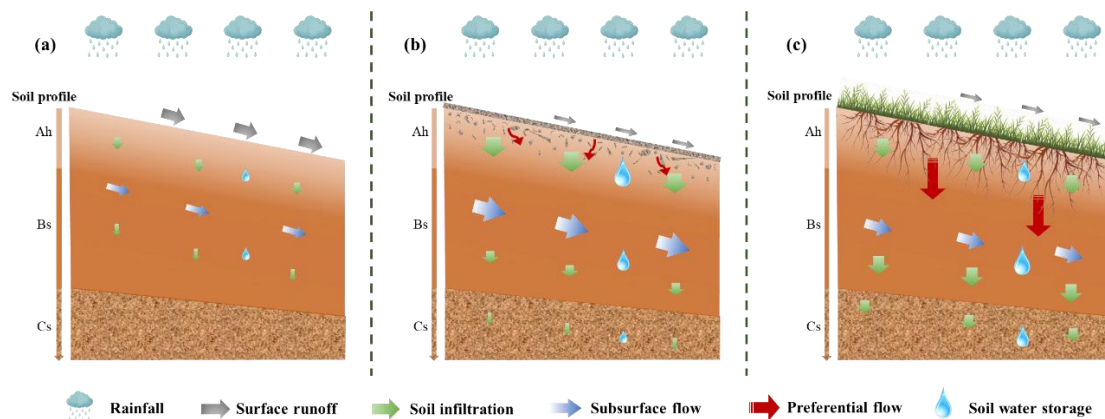 (a)
Soil profile
Ah
Bs
Cs
(b)
Soil profile
Ah
Bs
Cs
(c)
Soil profile
Ah
Bs
Cs
Rainfall
Surface runoff
Soil infiltration
Subsurface flow
Preferential flow
Soil water storage